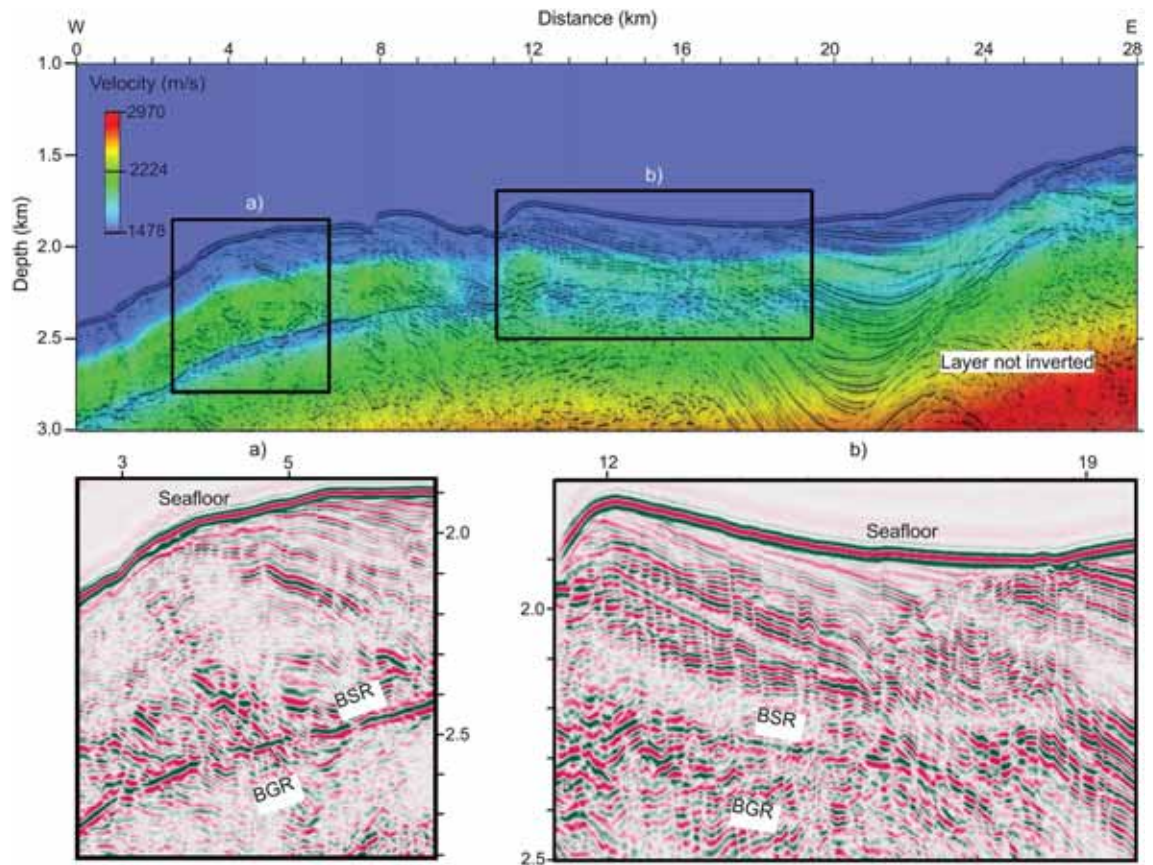 Distance (km)
W E
0 4 8 12 16 20 24 28
1.0
Velocity (m/s)
2970
1.5
2224
a) b)
1478
2.0
Depth (km)
2.5
Layer not inverted
3.0
a) b)
3 5 12 19
Seafloor
2.0
Seafloor
2.0
BSR
BSR
2.5
BGR
BGR
2.5